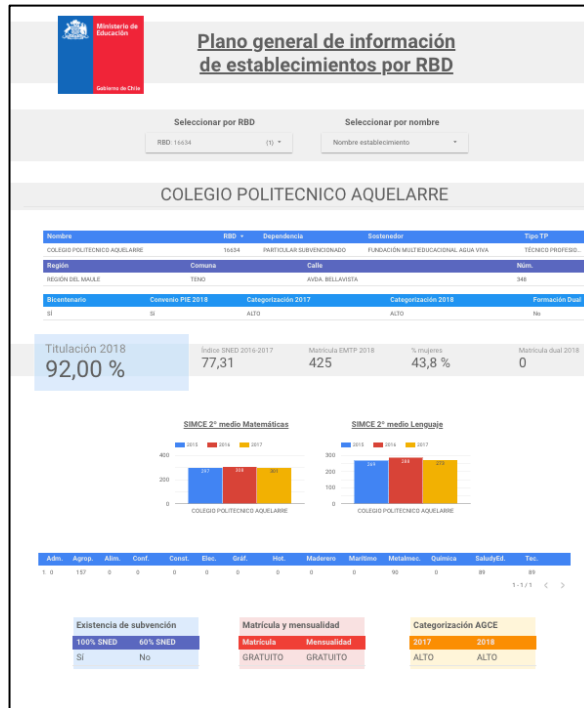 Ministerio de
Educación
Gobierno de Chile
Plano general de información
de establecimientos por RBD
Seleccionar por RBD Seleccionar por nombre
RBD: 16634 (1) Nombre establecimiento
COLEGIO POLITECNICO AQUELARRE
Nombre RBD Dependencia Sostenedor Tipo TP
COLEGIO POLITECNICO AQUELARRE 16634 PARTICULAR SUBVENCIONADO FUNDACIÓN MULTIEDUCACIONAL AGUA VIVA TÉCNICO PROFESIO...
Región Comuna Calle Núm.
REGIÓN DEL MAULE TENO AVDA. BELLAVISTA 348
Bicentenario Convenio PIE 2018 Categorización 2017 Categorización 2018 Formación Dual
SÍ SI ALTO ALTO No
Titulación 2018 Índice SNED 2016-2017 Matrícula EMTP 2018 % mujeres Matrícula dual 2018
92,00 % 77,31 425 43,8 % 0
SIMCE 2º medio Matemáticas SIMCE 2º medio Lenguaje
2015 2016 2017 2015 2016 2017
400 300
200 200
100
0 0
COLEGIO POLITECNICO AQUELARRE COLEGIO POLITECNICO AQUELARRE
Adm. Agrop. Alim. Conf. Const. Elec. Gráf. Hot. Maderero Marítimo Metalmec. Química SaludyEd. Tec.
1. 0 157 0 0 0 0 0 0 0 0 90 0 89 89
1 - 1 / 1 < >
Existencia de subvención Matrícula y mensualidad Categorización AGCE
100% SNED 60% SNED Matrícula Mensualidad 2017 2018
Sí No GRATUITO GRATUITO ALTO ALTO